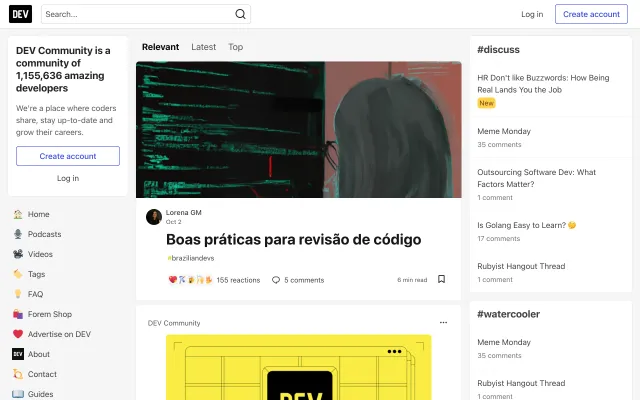 DEV
Search...
Log in
Create account
DEV Community is a
community of
1,155,636 amazing
developers
We're a place where coders
share, stay up-to-date and
grow their careers.
Create account
Log in
Home
Podcasts
Videos
Tags
FAQ
Forem Shop
Advertise on DEV
DEV
About
Contact
Guides
Relevant
Latest
Top
Lorena GM
Oct 2
Boas práticas para revisão de código
#braziliandevs
155 reactions
5 comments
6 min read
DEV Community
DEV
#discuss
HR Don't like Buzzwords: How Being
Real Lands You the Job
New
Meme Monday
35 comments
Outsourcing Software Dev: What
Factors Matter?
1 comment
Is Golang Easy to Learn?
17 comments
Rubyist Hangout Thread
1 comment
#watercooler
Meme Monday
35 comments
Rubyist Hangout Thread
1 comment